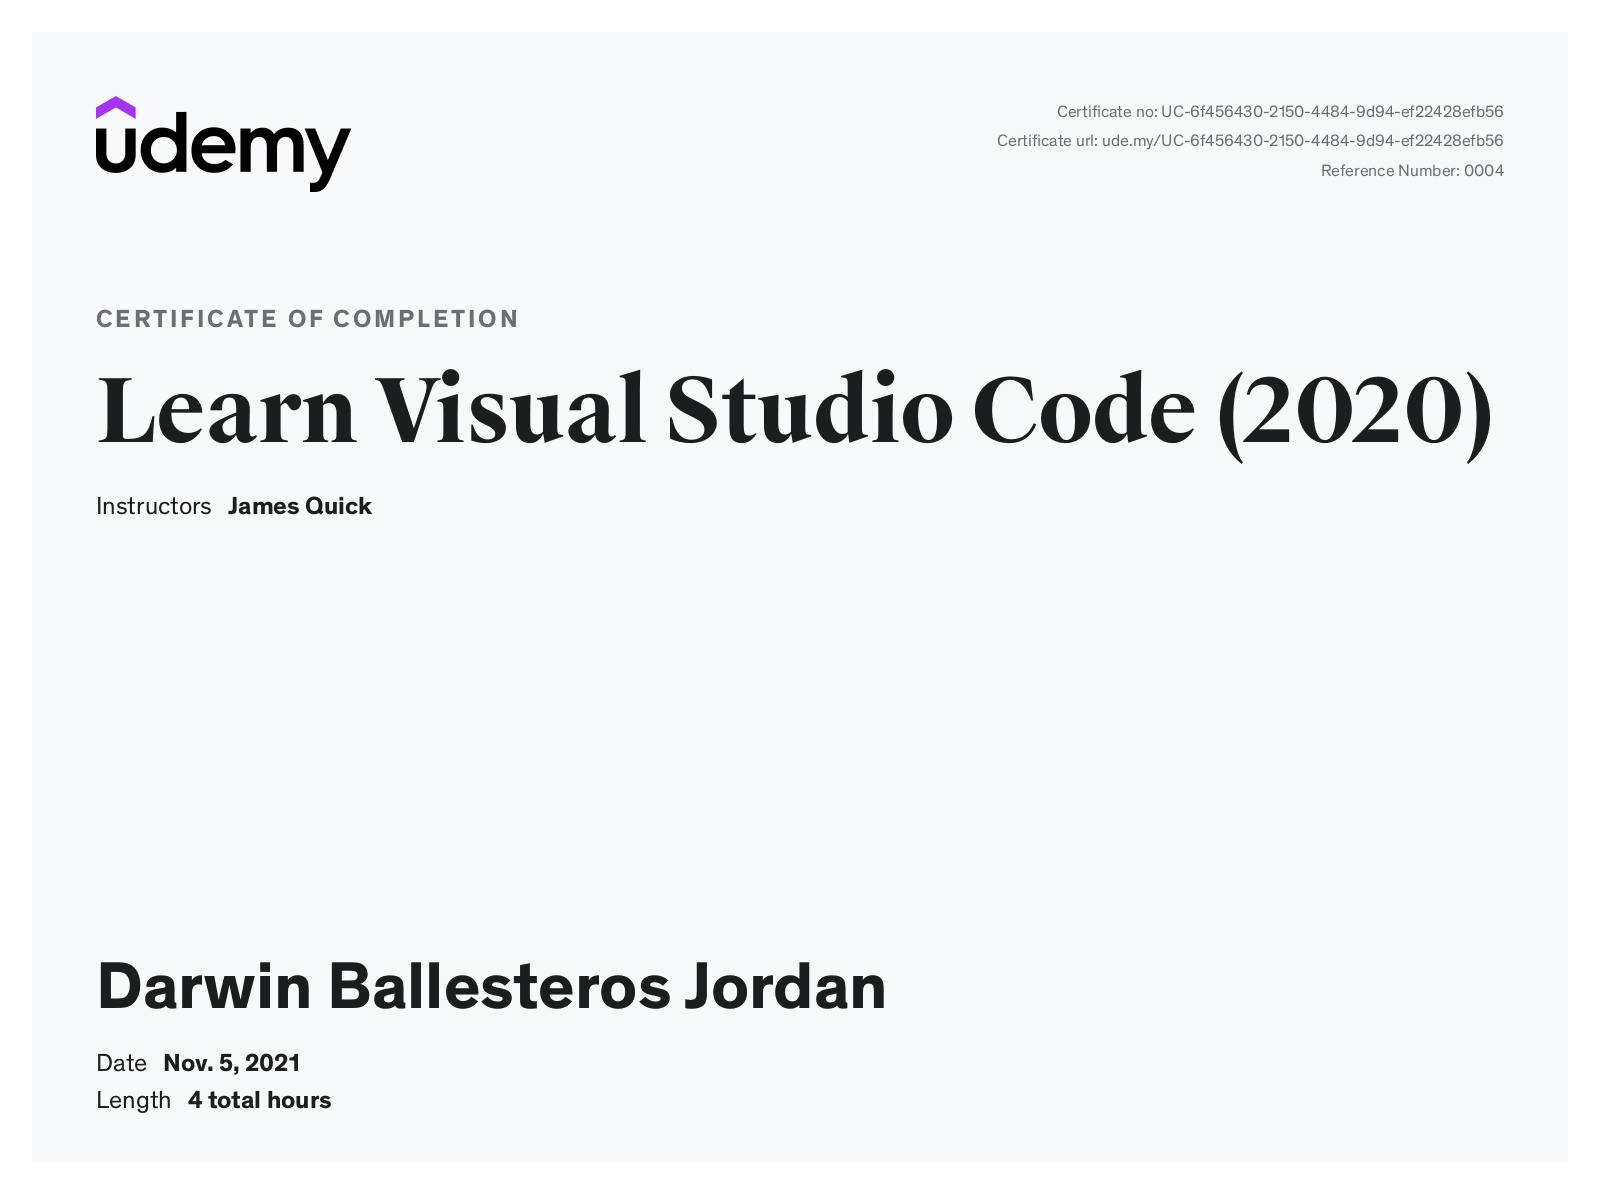 udemy
Certificate no: UC-6f456430-2150-4484-9d94-ef22428efb56
Certificate url: ude.my/UC-6f456430-2150-4484-9d94-ef22428efb56
Reference Number: 0004
CERTIFICATE OF COMPLETION
Learn Visual Studio Code (2020)
Instructors James Quick
Darwin Ballesteros Jordan
Date Nov. 5, 2021
Length 4 total hours